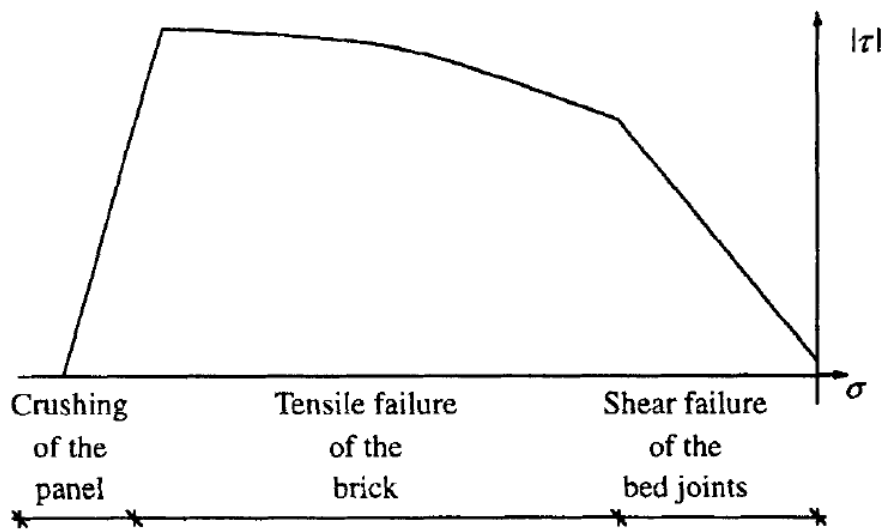 |τ|
σ
Crushing
of the
panel
Tensile failure
of the
brick
Shear failure
of the
bed joints